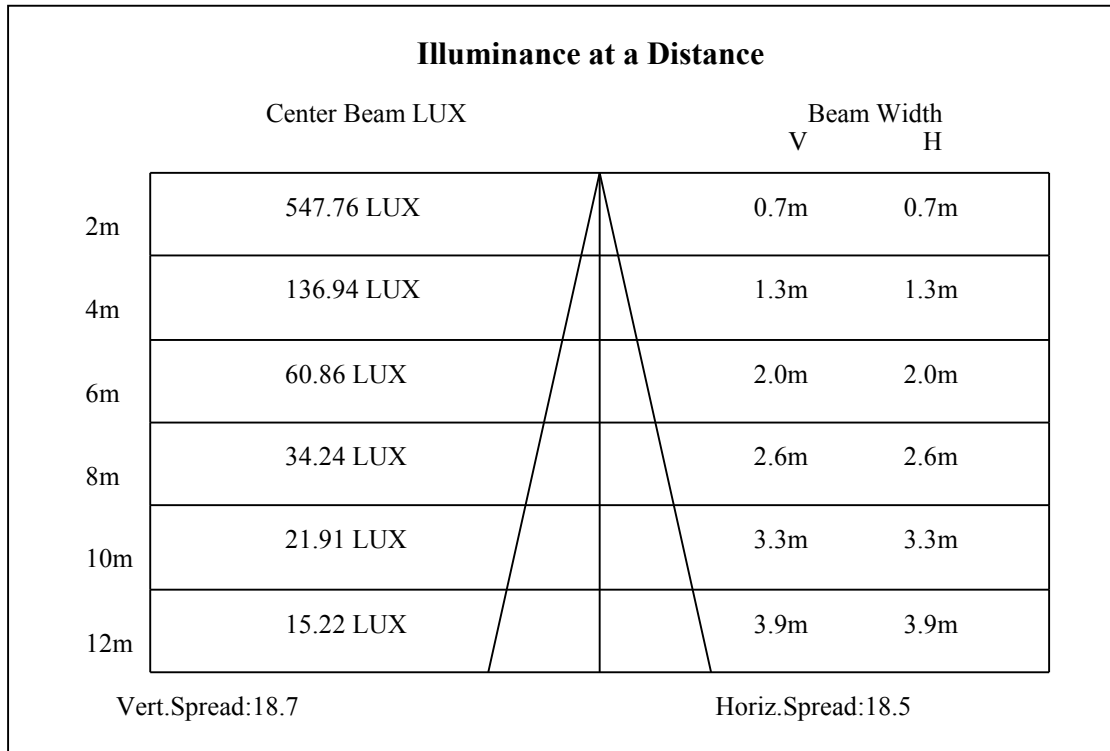 Illuminance at a Distance
Center Beam LUX Beam Width
V H
2m 547.76 LUX 0.7m 0.7m
4m 136.94 LUX 1.3m 1.3m
6m 60.86 LUX 2.0m 2.0m
8m 34.24 LUX 2.6m 2.6m
10m 21.91 LUX 3.3m 3.3m
12m 15.22 LUX 3.9m 3.9m
Vert.Spread:18.7 Horiz.Spread:18.5